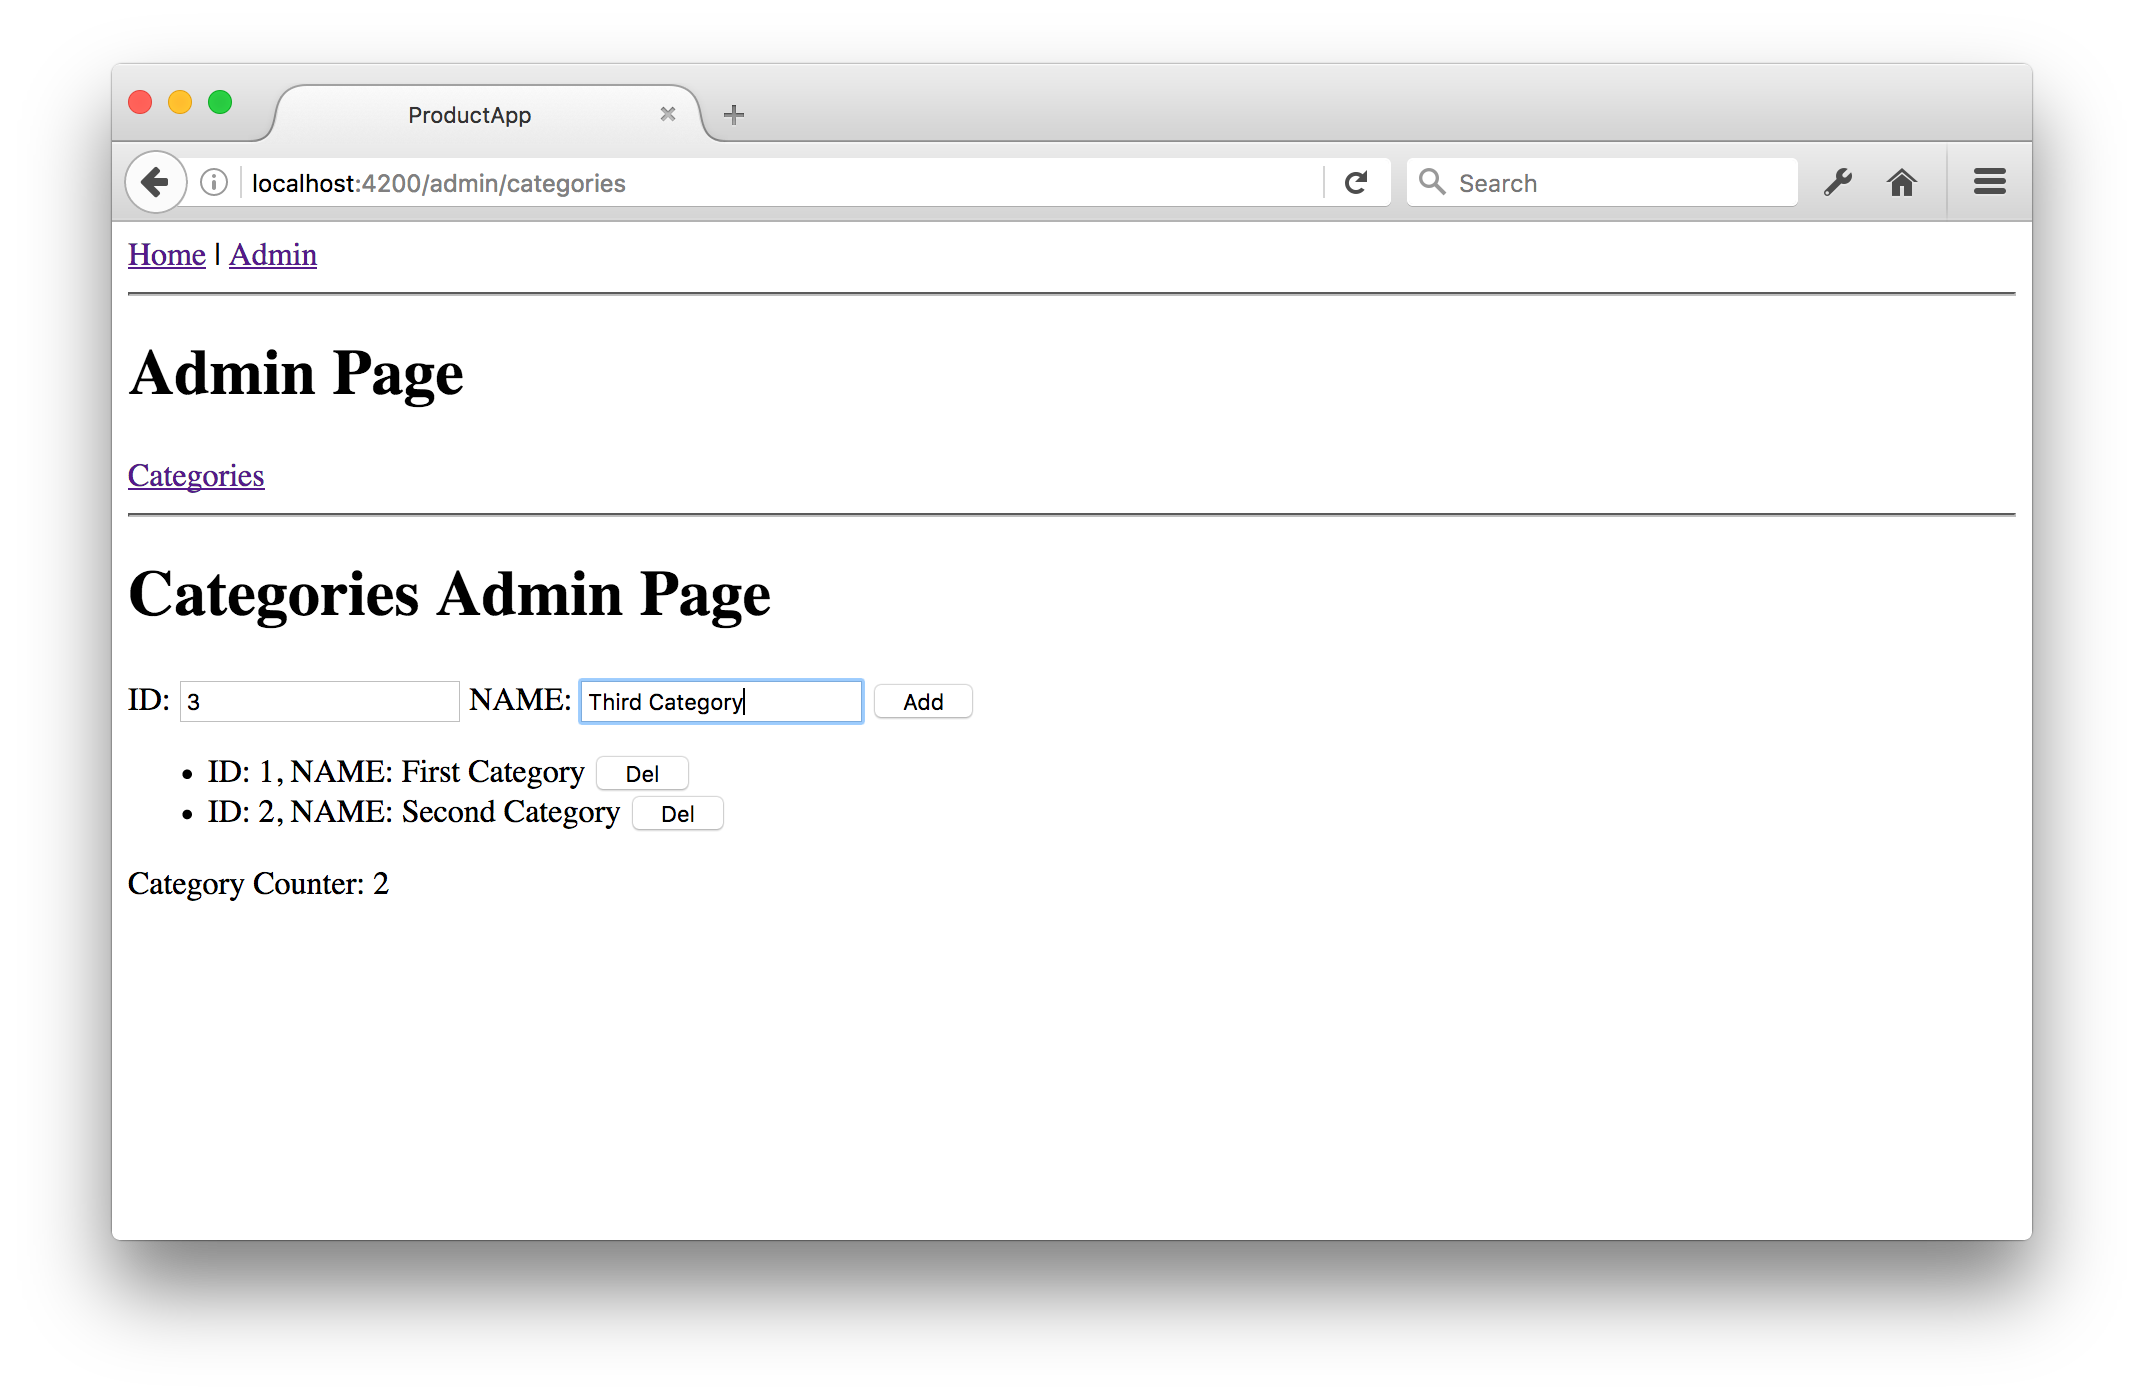 ProductApp
localhost:4200/admin/categories
Search
Home | Admin
Admin Page
Categories
Categories Admin Page
ID: 3 NAME: Third Category Add
ID: 1, NAME: First Category Del
ID: 2, NAME: Second Category Del
Category Counter: 2